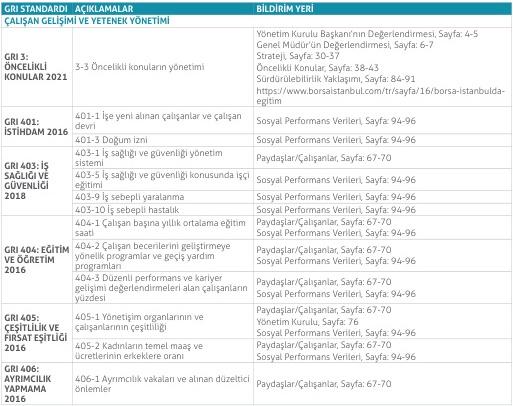 GRI STANDARDI AÇIKLAMALAR BİLDİRİM YERİ
ÇALIŞAN GELİŞİMİ VE YETENEK YÖNETİMİ
GRI 3:
ÖNCELİKLİ
KONULAR 2021
3-3 Öncelikli konuların yönetimi
Yönetim Kurulu Başkanı'nın Değerlendirmesi, Sayfa: 4-5
Genel Müdür'ün Değerlendirmesi, Sayfa: 6-7
Strateji, Sayfa: 30-37
Öncelikli Konular, Sayfa: 38-43
Sürdürülebilirlik Yaklaşımı, Sayfa: 84-91
https://www.borsaistanbul.com/tr/sayfa/16/borsa-istanbulda-
egitim
GRI 401:
İSTİHDAM 2016
401-1 İşe yeni alınan çalışanlar ve çalışan
devri
Sosyal Performans Verileri, Sayfa: 94-96
401-3 Doğum izni
Sosyal Performans Verileri, Sayfa: 94-96
GRI 403: İŞ
SAĞLIĞI VE
GÜVENLİĞİ
2018
403-1 İş sağlığı ve güvenliği yönetim
sistemi
Paydaşlar/Çalışanlar, Sayfa: 67-70
403-5 İş sağlığı ve güvenliği konusunda işçi
eğitimi
Sosyal Performans Verileri, Sayfa: 94-96
403-9 İş sebepli yaralanma
Sosyal Performans Verileri, Sayfa: 94-96
403-10 İş sebepli hastalık
Sosyal Performans Verileri, Sayfa: 94-96
GRI 404: EĞİTİM
VE ÖĞRETİM
2016
404-1 Çalışan başına yıllık ortalama eğitim
saati
Paydaşlar/Çalışanlar, Sayfa: 67-70
Sosyal Performans Verileri, Sayfa: 94-96
404-2 Çalışan becerilerini geliştirmeye
yönelik programlar ve geçiş yardım
programları
Paydaşlar/Çalışanlar, Sayfa: 67-70
Sosyal Performans Verileri, Sayfa: 94-96
404-3 Düzenli performans ve kariyer
gelişimi değerlendirmeleri alan çalışanların
yüzdesi
Paydaşlar/Çalışanlar, Sayfa: 67-70
Sosyal Performans Verileri, Sayfa: 94-96
GRI 405:
ÇEŞİTLİLİK VE
FIRSAT EŞİTLİĞİ
2016
405-1 Yönetişim organlarının ve
çalışanlarının çeşitliliği
Paydaşlar/Çalışanlar, Sayfa: 67-70
Yönetim Kurulu, Sayfa: 76
Sosyal Performans Verileri, Sayfa: 94-96
405-2 Kadınların temel maaş ve
ücretlerinin erkeklere oranı
Paydaşlar/Çalışanlar, Sayfa: 67-70
Sosyal Performans Verileri, Sayfa: 94-96
GRI 406:
AYRIMCILIK
YAPMAMA
2016
406-1 Ayrımcılık vakaları ve alınan düzeltici
önlemler
Paydaşlar/Çalışanlar, Sayfa: 67-70